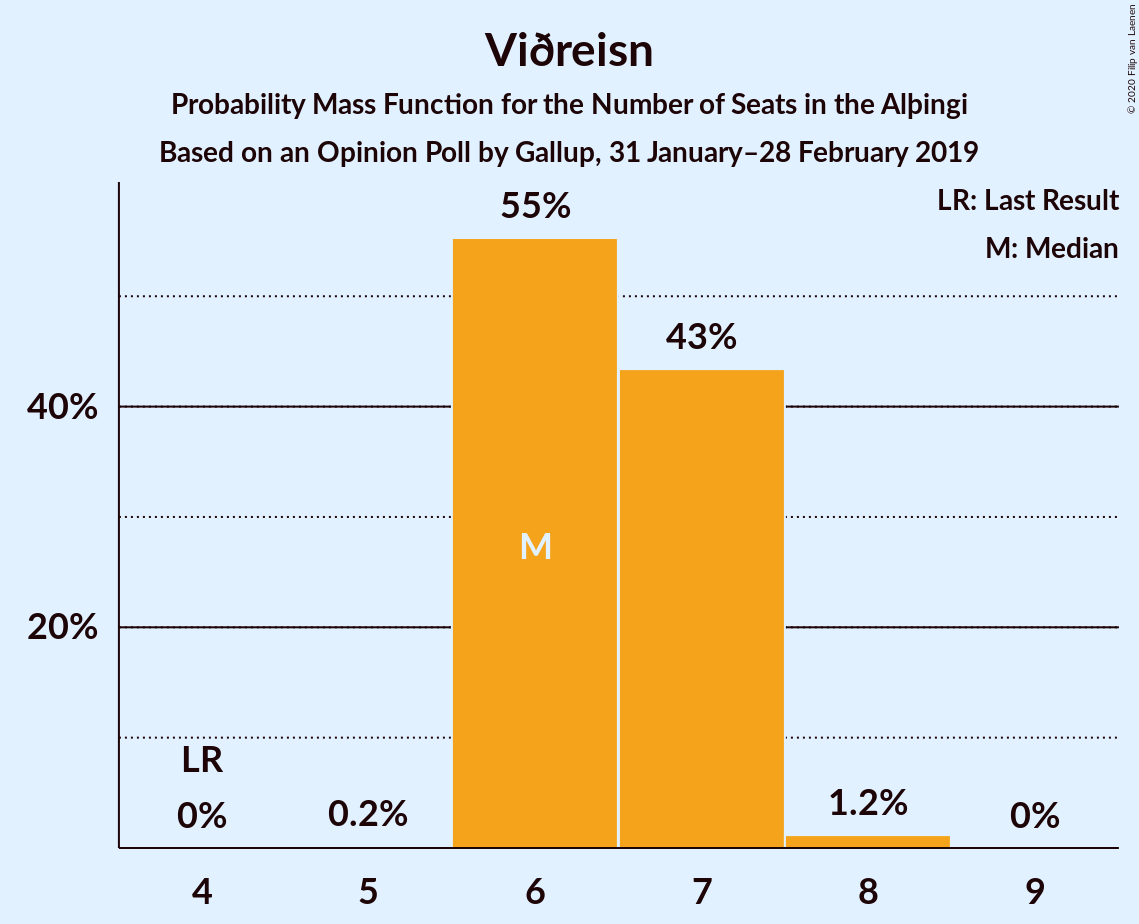 Viðreisn
Probability Mass Function for the Number of Seats in the Alþingi
Based on an Opinion Poll by Gallup, 31 January–28 February 2019
© 2020 Filip van Laenen
LR: Last Result
M: Median
55%
43%
40%
M
20%
LR
0%
0.2%
1.2%
0%
4
5
6
7
8
9